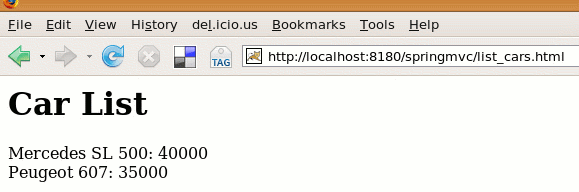 File Edit View History del.icio.us Bookmarks Tools Help
TAG http://localhost:8180/springmvc/list_cars.html
Car List
Mercedes SL 500: 40000
Peugeot 607: 35000